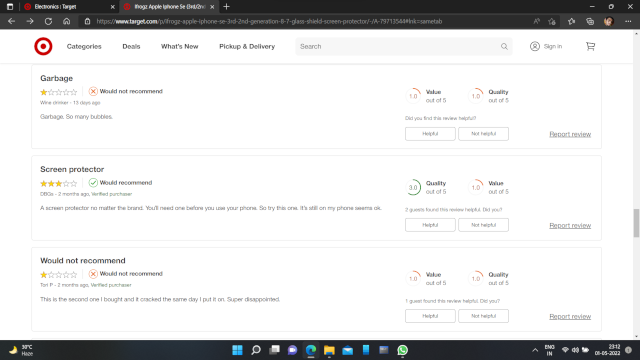 Electronics : Target
ifrogz Apple iphone Se (3rd/2nd
https://www.target.com/p/ifrogz-apple-iphone-se-3rd-2nd-generation-8-7-glass-shield-screen-protector/-/A-79713544#lnk=sametab
Categories
Deals
What's New
Pickup & Delivery
Search
Sign in
Garbage
Would not recommend
Wine drinker - 13 days ago
Garbage. So many bubbles.
1.0
Value
out of 5
1.0
Quality
out of 5
Did you find this review helpful?
Helpful
Not helpful
Report review
Screen protector
Would recommend
DBGs - 2 months ago, Verified purchaser
A screen protector no matter the brand. You'll need one before you use your phone. So try this one. It's still on my phone seems ok.
3.0
Quality
out of 5
1.0
Value
out of 5
2 guests found this review helpful. Did you?
Helpful
Not helpful
Report review
Would not recommend
Would not recommend
Tori P - 2 months ago, Verified purchaser
This is the second one I bought and it cracked the same day I put it on. Super disappointed.
1.0
Value
out of 5
1.0
Quality
out of 5
1 guest found this review helpful. Did you?
Helpful
Not helpful
Report review
30°C
Haze
ENG
IN
23:12
01-05-2022